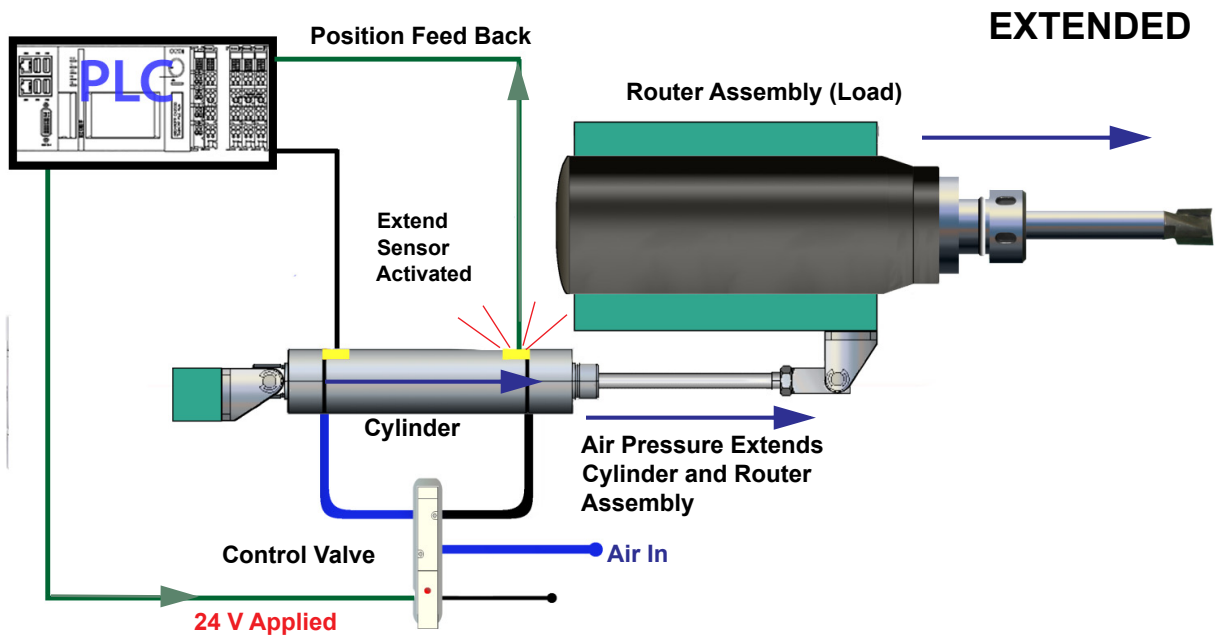 EXTENDED
Position Feed Back
PLC
Router Assembly (Load)
Extend
Sensor
Activated
Cylinder
Air Pressure Extends
Cylinder and Router
Assembly
Control Valve
Air In
24 V Applied